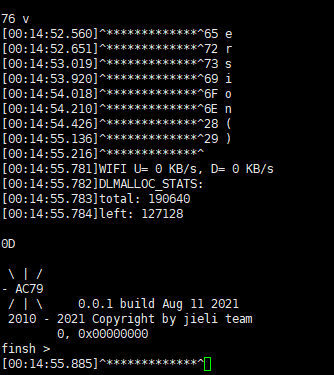 76 v
[00:14:52.560]^*************^65 e
[00:14:52.651]^*************^72 r
[00:14:53.019]^*************^73 s
[00:14:53.920]^*************^69 i
[00:14:54.018]^*************^6F o
[00:14:54.210]^*************^6E n
[00:14:54.426]^*************^28 (
[00:14:55.136]^*************^29 )
[00:14:55.216]^*************^
[00:14:55.781]WIFI U= 0 KB/s, D= 0 KB/s
[00:14:55.782]DLMALLOC_STATS:
[00:14:55.783]total: 190640
[00:14:55.784]left: 127128
0D
\ | /
- AC79
/ | \ 0.0.1 build Aug 11 2021
2010 - 2021 Copyright by jieli team
0, 0x00000000
finsh >
[00:14:55.885]^*************^